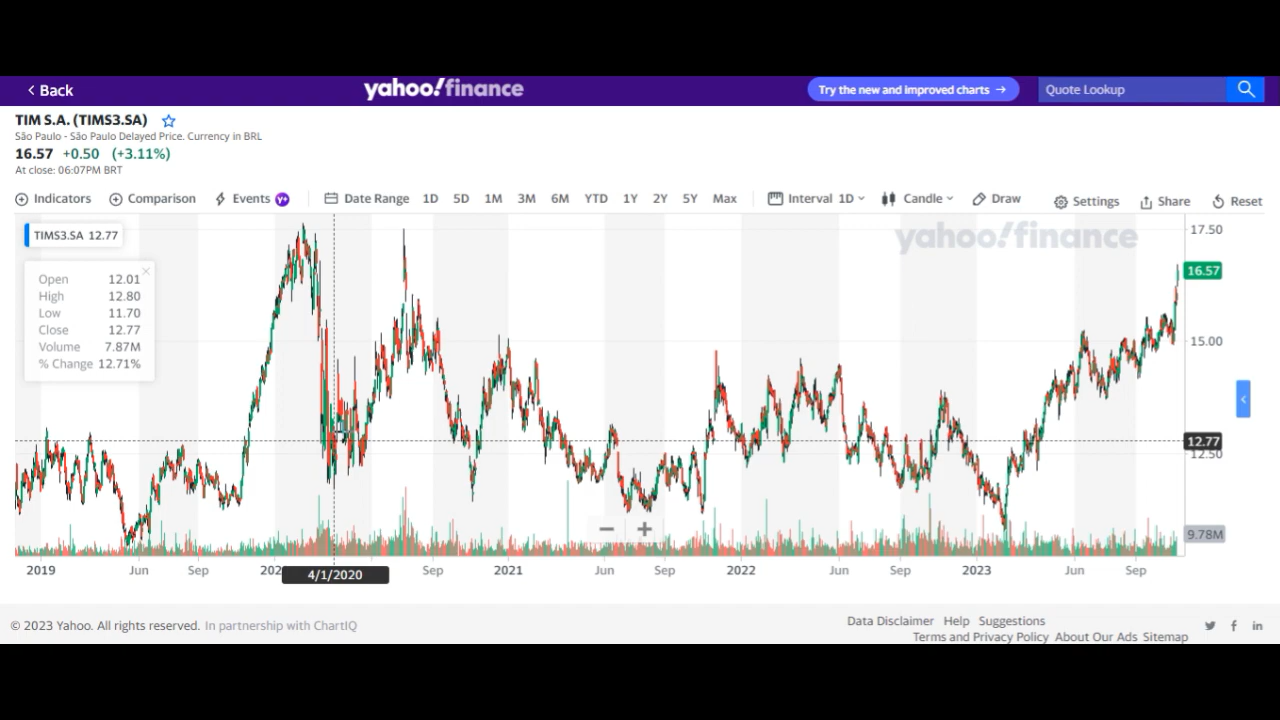 Back
yahoo!finance
Try the new and improved charts →
Quote Lookup
TIM S.A. (TIMS3.SA)
São Paulo - São Paulo Delayed Price. Currency in BRL
16.57 +0.50 (+3.11%)
At close: 06:07PM BRT
Indicators Comparison Events Y+ Date Range 1D 5D 1M 3M 6M YTD 1Y 2Y 5Y Max Interval 1D Candle Draw Settings Share Reset
TIMS3.SA 12.77
yahoo!finance
17.50
16.57
Open 12.01
High 12.80
Low 11.70
Close 12.77
Volume 7.87M
% Change 12.71%
15.00
12.77
12.50
9.78M
2019 Jun Sep 202 Sep 2021 Jun Sep 2022 Jun Sep 2023 Jun Sep
4/1/2020
© 2023 Yahoo. All rights reserved. In partnership with ChartIQ
Data Disclaimer Help Suggestions
Terms and Privacy Policy About Our Ads Sitemap